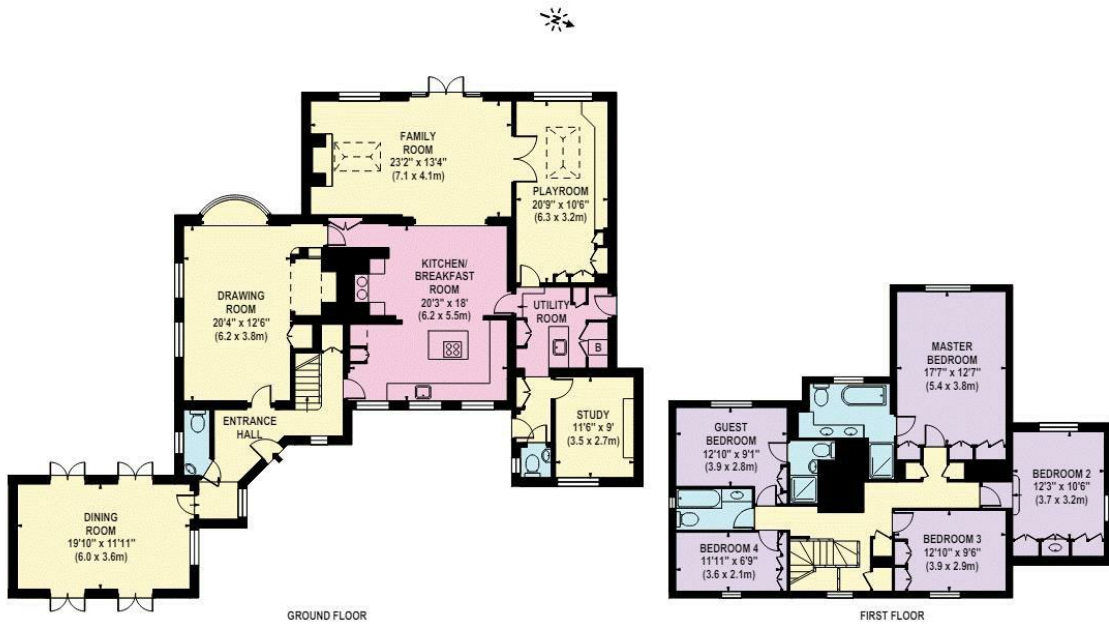 N
FAMILY
ROOM
23'2" x 13'4"
(7.1 x 4.1m)
PLAYROOM
20'9" x 10'6"
(6.3 x 3.2m)
DRAWING
ROOM
20'4" x 12'6"
(6.2 x 3.8m)
KITCHEN/
BREAKFAST
ROOM
20'3" x 18'
(6.2 x 5.5m)
UTILITY
ROOM
B
ENTRANCE
HALL
STUDY
11'6" x 9'
(3.5 x 2.7m)
DINING
ROOM
19'10" x 11'11"
(6.0 x 3.6m)
GROUND FLOOR
MASTER
BEDROOM
17'7" x 12'7"
(5.4 x 3.8m)
GUEST
BEDROOM
12'10" x 9'1"
(3.9 x 2.8m)
BEDROOM 2
12'3" x 10'6"
(3.7 x 3.2m)
BEDROOM 4
11'11" x 6'9"
(3.6 x 2.1m)
BEDROOM 3
12'10" x 9'6"
(3.9 x 2.9m)
FIRST FLOOR